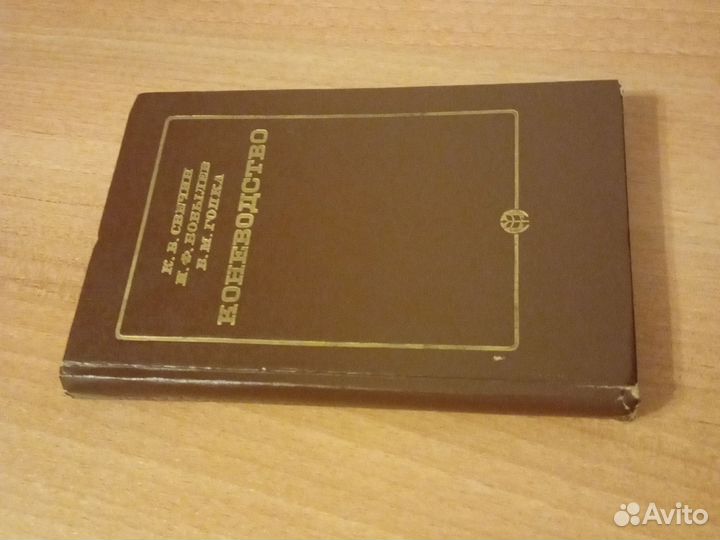 К. Б. СВЕЧИН
И. Ф. БОБЫЛЕВ
Б. М. ГОПКА
КОНЕВОДСТВО
Avito